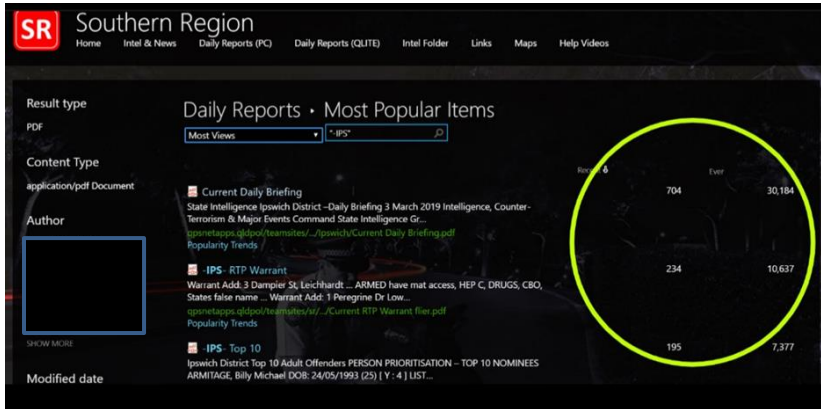 SR
Southern Region
Home Intel & News Daily Reports (PC) Daily Reports (QLITE) Intel Folder Links Maps Help Videos
Result type
PDF
Content Type
application/pdf Document
Author
SHOW MORE
Modified date
Daily Reports • Most Popular Items
Most Views "-IPS"
Recent Ever
Current Daily Briefing 704 30,184
State Intelligence Ipswich District –Daily Briefing 3 March 2019 Intelligence, Counter-
Terrorism & Major Events Command State Intelligence Gr...
qpsnetapps.qldpol/teamsites/../Ipswich/Current Daily Briefing.pdf
Popularity Trends
-IPS- RTP Warrant 234 10,637
Warrant Add: 3 Dampier St, Leichhardt ... ARMED have mat access, HEP C, DRUGS, CBO,
States false name ... Warrant Add: 1 Peregrine Dr Low...
qpsnetapps.qldpol/teamsites/sr/../Current RTP Warrant flier.pdf
Popularity Trends
-IPS- Top 10 195 7,377
Ipswich District Top 10 Adult Offenders PERSON PRIORITISATION – TOP 10 NOMINEES
ARMITAGE, Billy Michael DOB: 24/05/1993 (25) [ Y : 4 ] LIST...